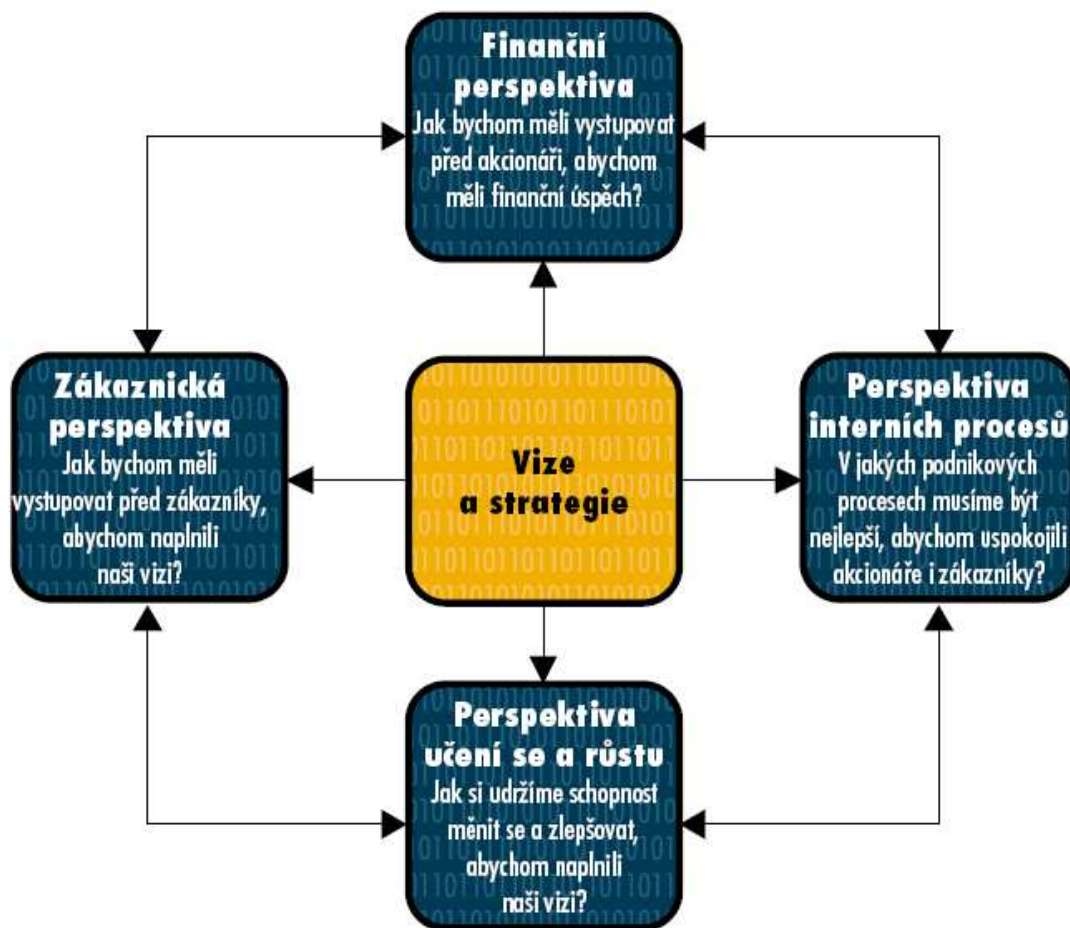 Finanční
perspektiva
Jak bychom měli vystupovat
před akcionáři, abychom
měli finanční úspěch?
Zákaznická
perspektiva
Jak bychom měli
vystupovat před zákazníky,
abychom naplnili
naši vizi?
Vize
a strategie
Perspektiva
interních procesů
V jakých podnikových
procesech musíme být
nejlepší, abychom uspokojili
akcionáře i zákazníky?
Perspektiva
učení se a růstu
Jak si udržíme schopnost
měnit se a zlepšovat,
abychom naplnili
naši vizi?